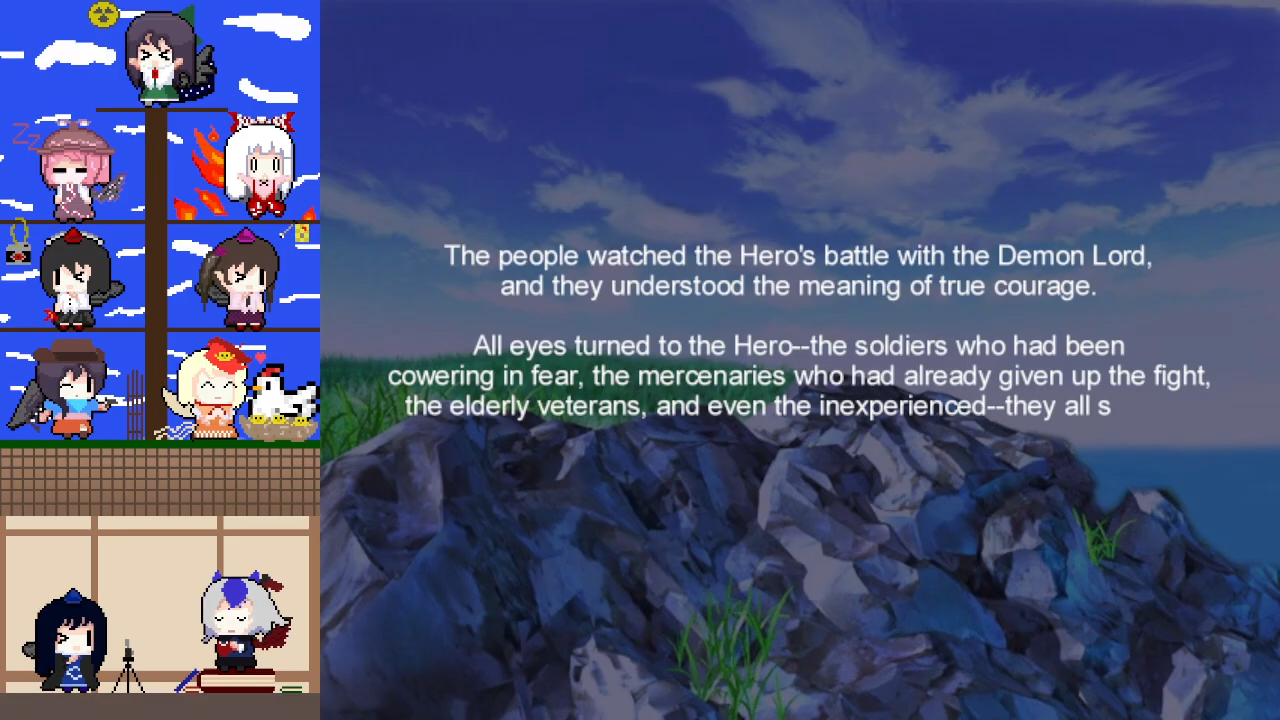 ZZz
The people watched the Hero's battle with the Demon Lord,
and they understood the meaning of true courage.
All eyes turned to the Hero--the soldiers who had been
cowering in fear, the mercenaries who had already given up the fight,
the elderly veterans, and even the inexperienced--they all s